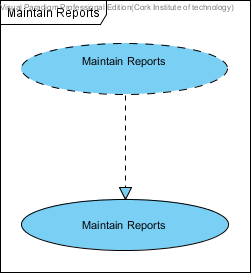 Visual Paradigm Professional Edition(Cork Institute of technology)
Maintain Reports
Maintain Reports
Maintain Reports